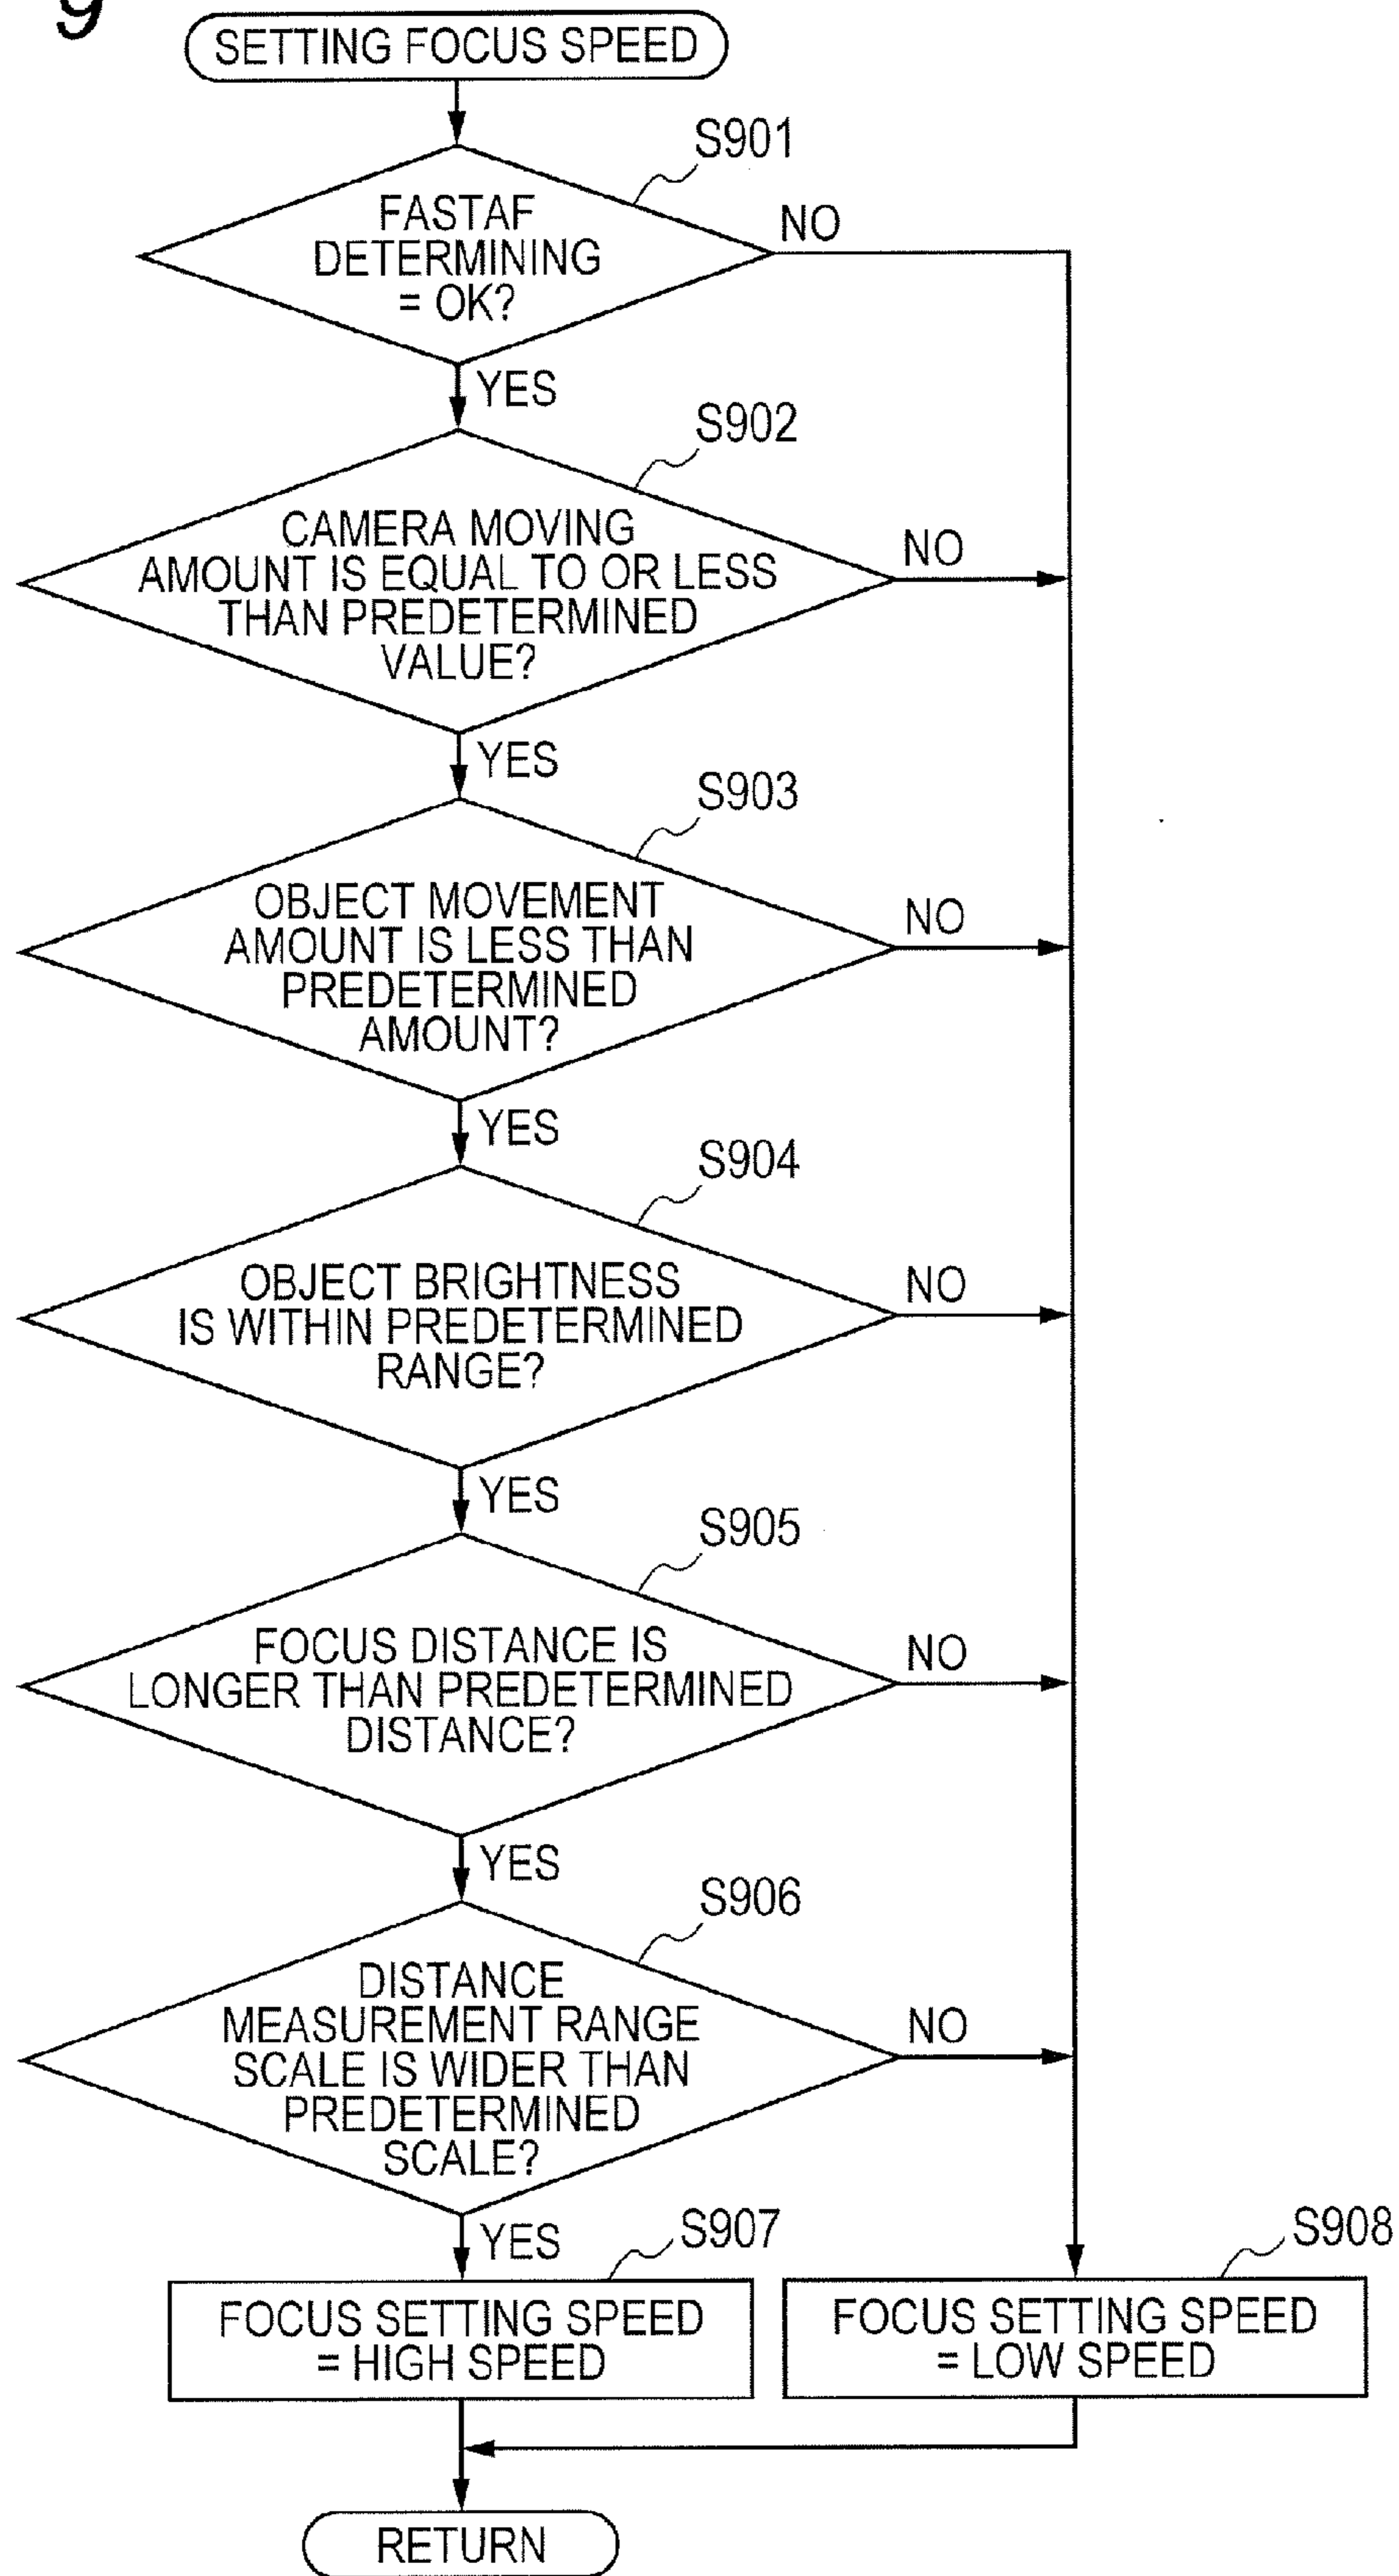 9
SETTING FOCUS SPEED
S901
FASTAF
DETERMINING
= OK?
NO
YES
S902
CAMERA MOVING
AMOUNT IS EQUAL TO OR LESS
THAN PREDETERMINED
VALUE?
NO
YES
S903
OBJECT MOVEMENT
AMOUNT IS LESS THAN
PREDETERMINED
AMOUNT?
NO
YES
S904
OBJECT BRIGHTNESS
IS WITHIN PREDETERMINED
RANGE?
NO
YES
S905
FOCUS DISTANCE IS
LONGER THAN PREDETERMINED
DISTANCE?
NO
YES
S906
DISTANCE
MEASUREMENT RANGE
SCALE IS WIDER THAN
PREDETERMINED
SCALE?
NO
YES
S907
FOCUS SETTING SPEED
= HIGH SPEED
S908
FOCUS SETTING SPEED
= LOW SPEED
RETURN